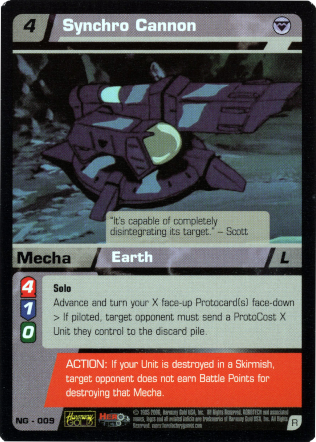 4
Synchro Cannon
"It's capable of completely
disintegrating its target." – Scott
Mecha
Earth
L
4
1
0
Solo
Advance and turn your X face-up Protocard(s) face-down
> If piloted, target opponent must send a ProtoCost X
Unit they control to the discard pile.
ACTION: If your Unit is destroyed in a Skirmish,
target opponent does not earn Battle Points for
destroying that Mecha.
NG - 009
Harmony
GOLD
R